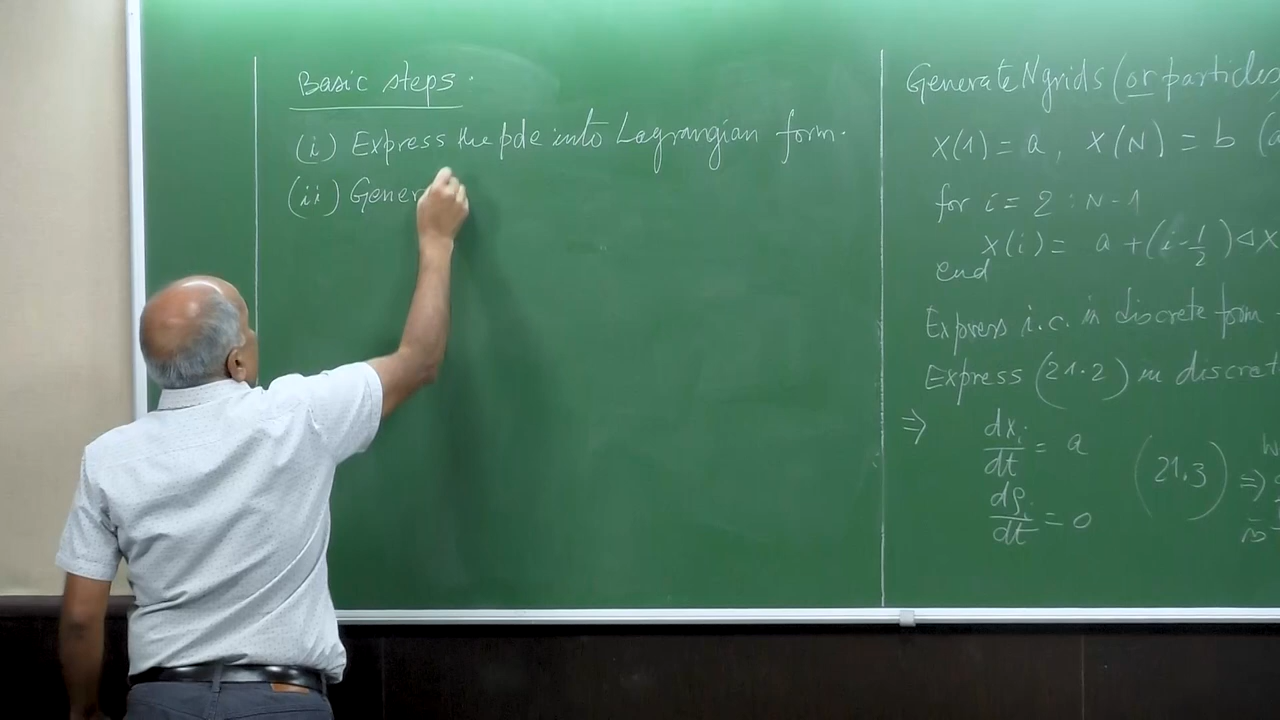 Basic steps.
(i) Express the pde into Lagrangian form.
(ii) Gener
Generate N grids (or particles
x(1) = a, x(N) = b (a
for i = 2 : N-1
x(i) = a + (i - 1/2) Δx
end
Express i.c. in discrete form
Express (21.2) in discret
⇒ dx_i/dt = a
dρ_i/dt = 0
(21.3)
⇒
is